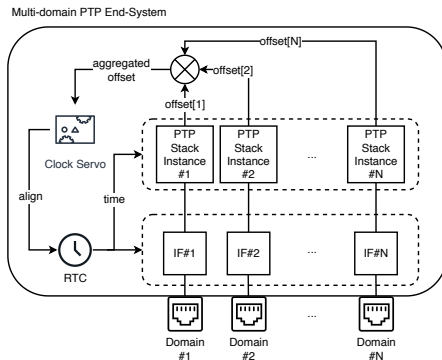 Multi-domain PTP End-System
offset[N]
aggregated
offset
offset[2]
offset[1]
Clock Servo
PTP
Stack
Instance
#1
PTP
Stack
Instance
#2
...
PTP
Stack
Instance
#N
align
time
RTC
IF#1
IF#2
...
IF#N
Domain
#1
Domain
#2
...
Domain
#N